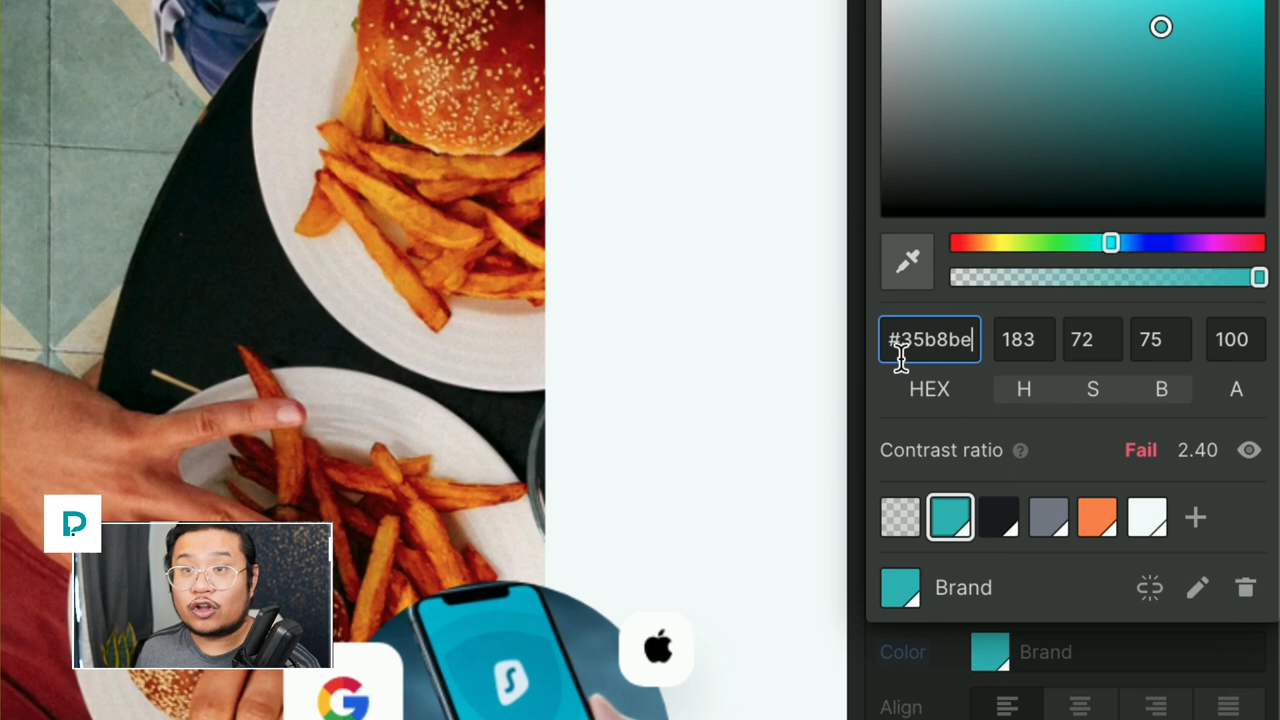 #35b8be 183 72 75 100
HEX H S B A
Contrast ratio ? Fail 2.40
Brand
Color Brand
Align